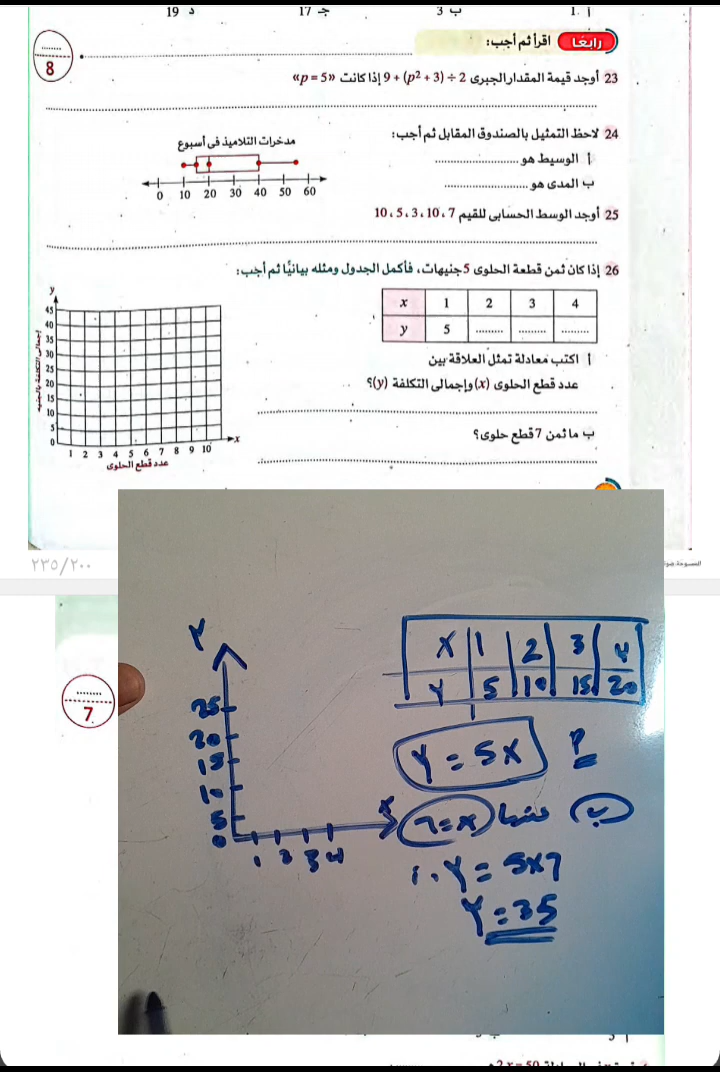 أ 1. ب 3 ج 17 د 19
رابعًا اقرأ ثم أجب:
........
8
23 أوجد قيمة المقدار الجبرى 2 ÷ (p² + 3) + 9 إذا كانت «p = 5»
24 لاحظ التمثيل بالصندوق المقابل ثم أجب:
أ الوسيط هو ........................
ب المدى هو ........................
مدخرات التلاميذ فى أسبوع
0 10 20 30 40 50 60
25 أوجد الوسط الحسابى للقيم 7 ، 10 ، 3 ، 5 ، 10
26 إذا كان ثمن قطعة الحلوى 5 جنيهات، فأكمل الجدول ومثله بيانيًّا ثم أجب:
x 1 2 3 4
y 5 ........ ........ ........
أ اكتب معادلة تمثل العلاقة بين
عدد قطع الحلوى (x) وإجمالى التكلفة (y)؟
ب ما ثمن 7 قطع حلوى؟
y
45
40
35
30
25
20
15
10
5
0
1 2 3 4 5 6 7 8 9 10 x
إجمالى التكلفة بالجنيه
عدد قطع الحلوى
٢٣٥/٢٠٠
........
7
X 1 2 3 4
Y 5 10 15 20
Y = 5X
أ
ب
7 = X
∴ Y = 5×7
Y = 35
Y
25
20
15
10
5
0
1 2 3 4
X